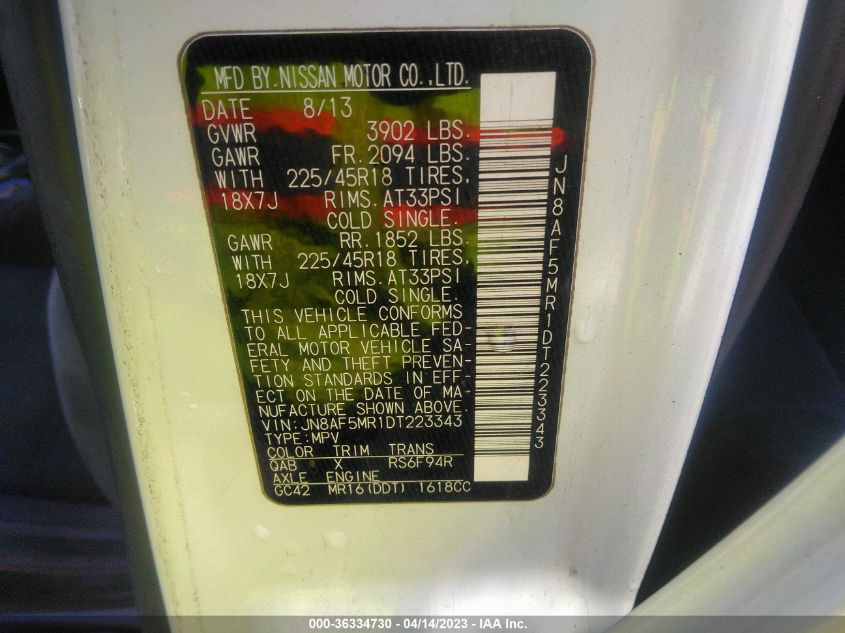 MFD BY.NISSAN MOTOR CO.,LTD.
DATE 8/13
GVWR 3902 LBS.
GAWR FR.2094 LBS.
WITH 225/45R18 TIRES,
18X7J RIMS.AT33PSI
COLD SINGLE.
GAWR RR.1852 LBS.
WITH 225/45R18 TIRES,
18X7J RIMS.AT33PSI
COLD SINGLE.
THIS VEHICLE CONFORMS
TO ALL APPLICABLE FED-
ERAL MOTOR VEHICLE SA-
FETY AND THEFT PREVEN-
TION STANDARDS IN EFF-
ECT ON THE DATE OF MA-
NUFACTURE SHOWN ABOVE.
VIN:JN8AF5MR1DT223343
TYPE:MPV
COLOR TRIM TRANS
QAB X RS6F94R
AXLE ENGINE
GC42 MR16(DDT) 1618CC
JN8AF5MR1DT223343
000-36334730 - 04/14/2023 - IAA Inc.